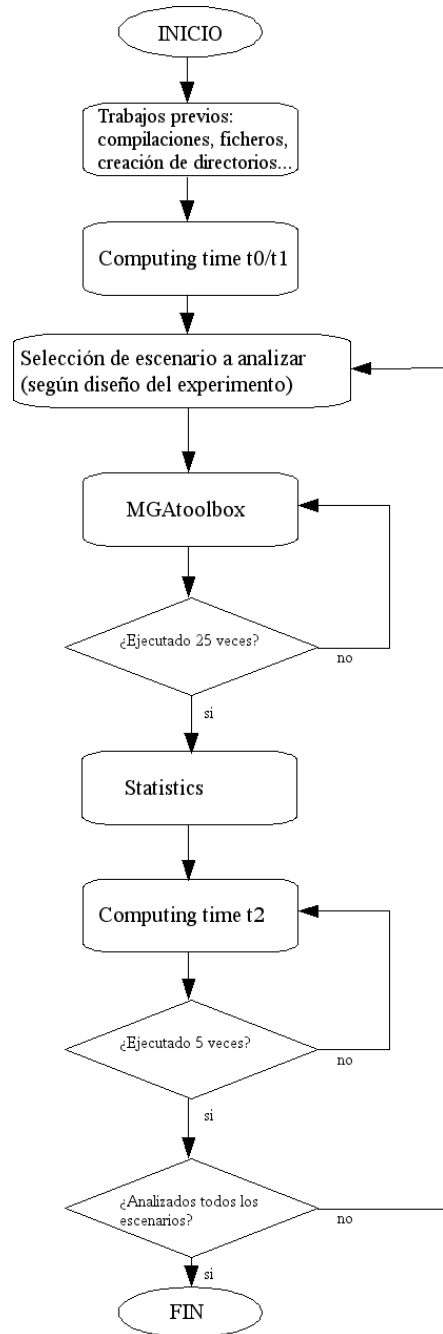 INICIO
Trabajos previos:
compilaciones, ficheros,
creación de directorios...
Computing time t0/t1
Selección de escenario a analizar
(según diseño del experimento)
MGAtoolbox
¿Ejecutado 25 veces?
no
si
Statistics
Computing time t2
¿Ejecutado 5 veces?
no
si
¿Analizados todos los
escenarios?
no
si
FIN